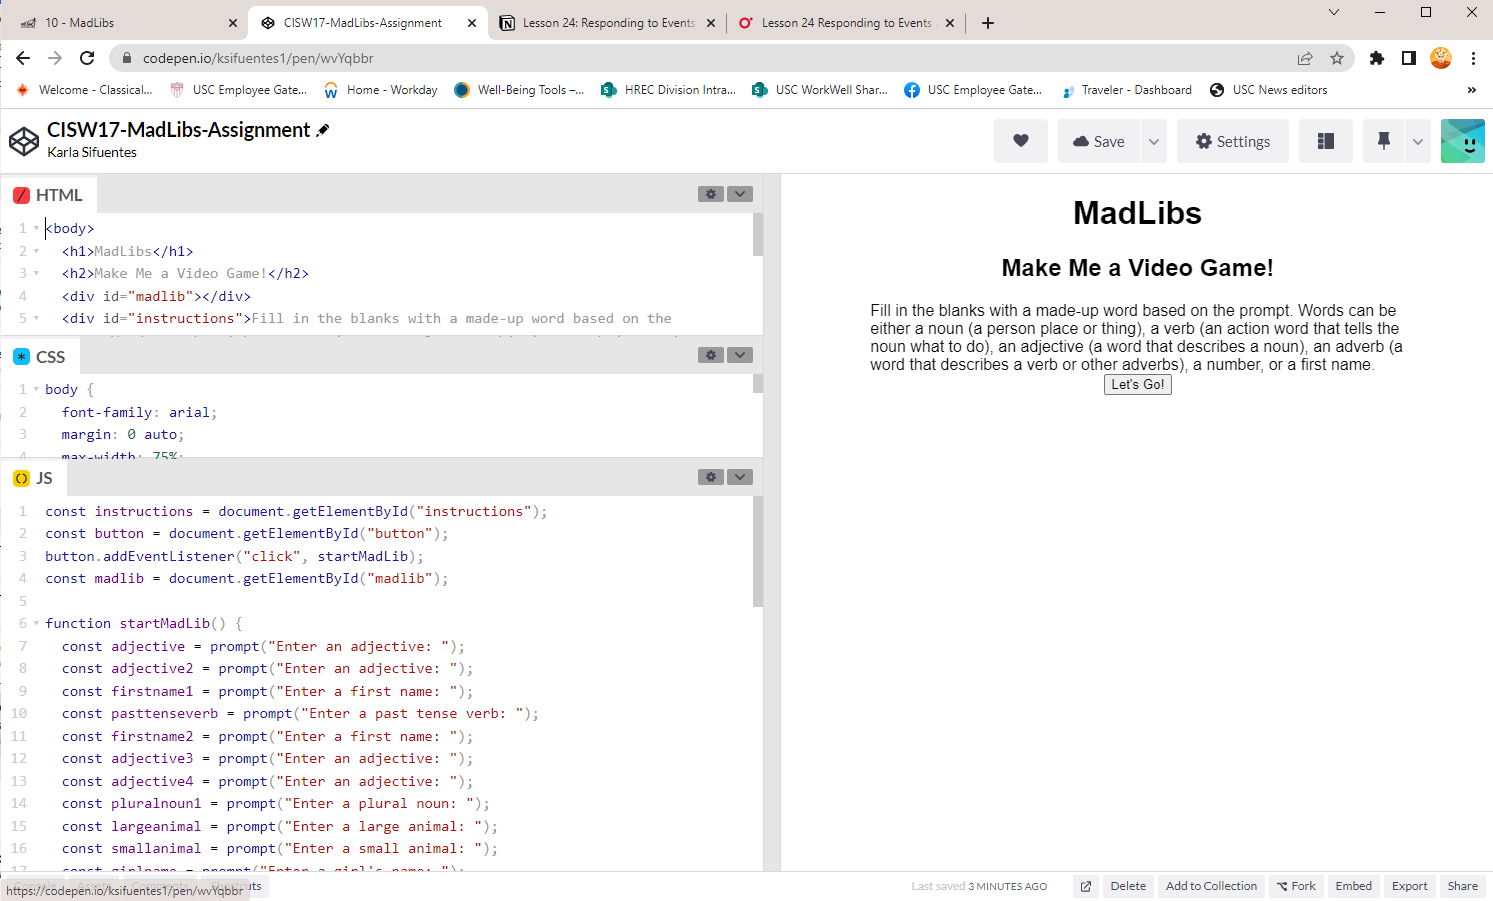 10 - MadLibs
CISW17-MadLibs-Assignment
Lesson 24: Responding to Events
Lesson 24 Responding to Events
codepen.io/ksifuentes1/pen/wvYqbbr
Welcome - Classical...
USC Employee Gate...
Home - Workday
Well-Being Tools –...
HREC Division Intra...
USC WorkWell Shar...
USC Employee Gate...
Traveler - Dashboard
USC News editors
»
CISW17-MadLibs-Assignment
Karla Sifuentes
Save
Settings
HTML
1 <body>
2 <h1>MadLibs</h1>
3 <h2>Make Me a Video Game!</h2>
4 <div id="madlib"></div>
5 <div id="instructions">Fill in the blanks with a made-up word based on the
CSS
1 body {
2 font-family: arial;
3 margin: 0 auto;
4 max-width: 75%;
JS
1 const instructions = document.getElementById("instructions");
2 const button = document.getElementById("button");
3 button.addEventListener("click", startMadLib);
4 const madlib = document.getElementById("madlib");
5
6 function startMadLib() {
7 const adjective = prompt("Enter an adjective: ");
8 const adjective2 = prompt("Enter an adjective: ");
9 const firstname1 = prompt("Enter a first name: ");
10 const pasttenseverb = prompt("Enter a past tense verb: ");
11 const firstname2 = prompt("Enter a first name: ");
12 const adjective3 = prompt("Enter an adjective: ");
13 const adjective4 = prompt("Enter an adjective: ");
14 const pluralnoun1 = prompt("Enter a plural noun: ");
15 const largeanimal = prompt("Enter a large animal: ");
16 const smallanimal = prompt("Enter a small animal: ");
17 const girlname = prompt("Enter a girl's name: ");
MadLibs
Make Me a Video Game!
Fill in the blanks with a made-up word based on the prompt. Words can be
either a noun (a person place or thing), a verb (an action word that tells the
noun what to do), an adjective (a word that describes a noun), an adverb (a
word that describes a verb or other adverbs), a number, or a first name.
Let's Go!
https://codepen.io/ksifuentes1/pen/wvYqbbr
Last saved 3 MINUTES AGO
Delete
Add to Collection
Fork
Embed
Export
Share